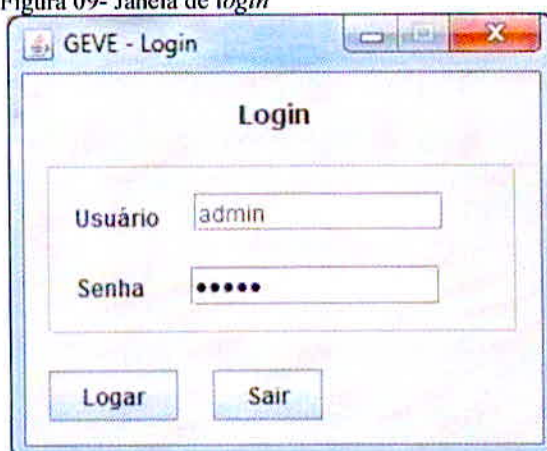 Figura 09- Janela de login
GEVE - Login
Login
Usuário admin
Senha •••••
Logar Sair